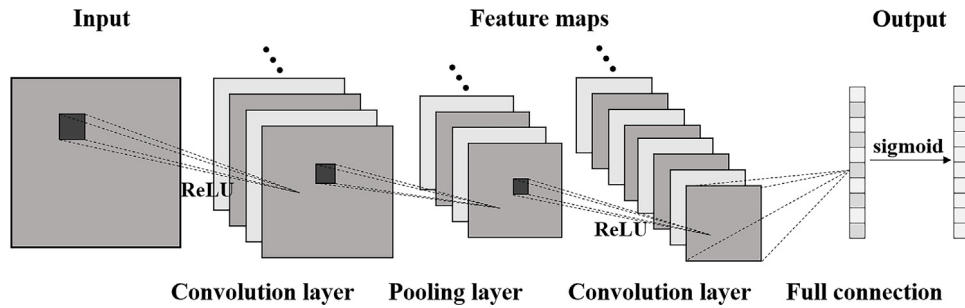 Input
Feature maps
Output
sigmoid
ReLU
ReLU
Convolution layer
Pooling layer
Convolution layer
Full connection